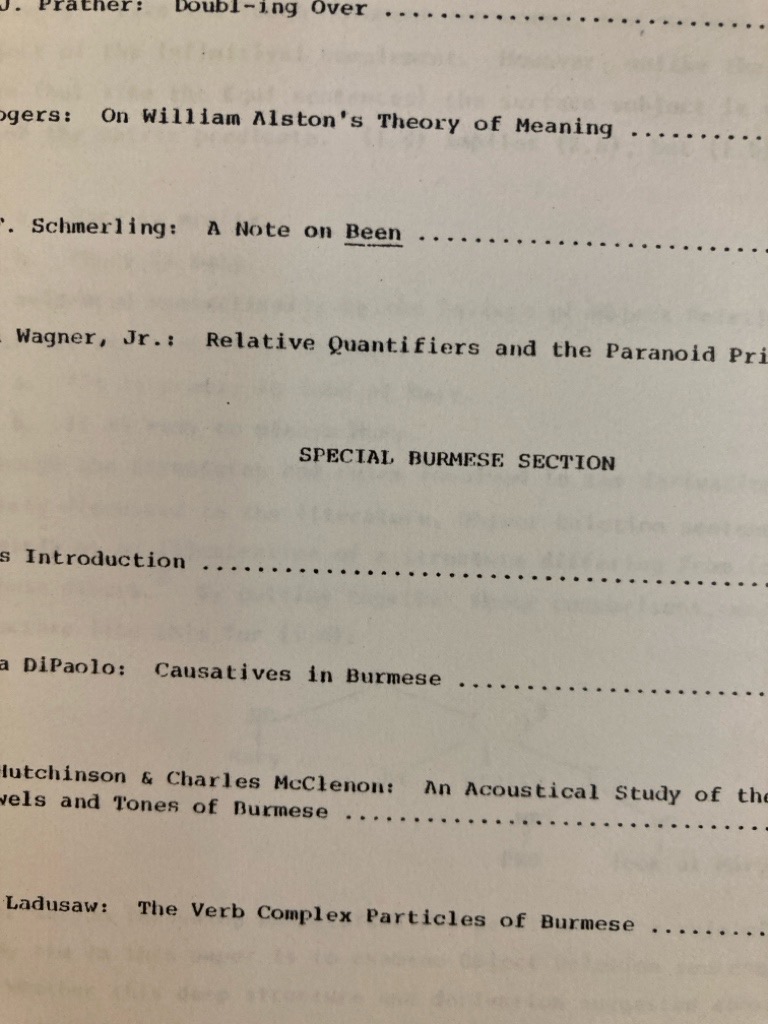 J. Prather: Doubl-ing Over ..............................
ogers: On William Alston's Theory of Meaning ..........
. Schmerling: A Note on Been ..............................
Wagner, Jr.: Relative Quantifiers and the Paranoid Pri
SPECIAL BURMESE SECTION
s Introduction ..............................................
a DiPaolo: Causatives in Burmese .........................
Hutchinson & Charles McClenon: An Acoustical Study of the
wels and Tones of Burmese ....................................
Ladusaw: The Verb Complex Particles of Burmese .........